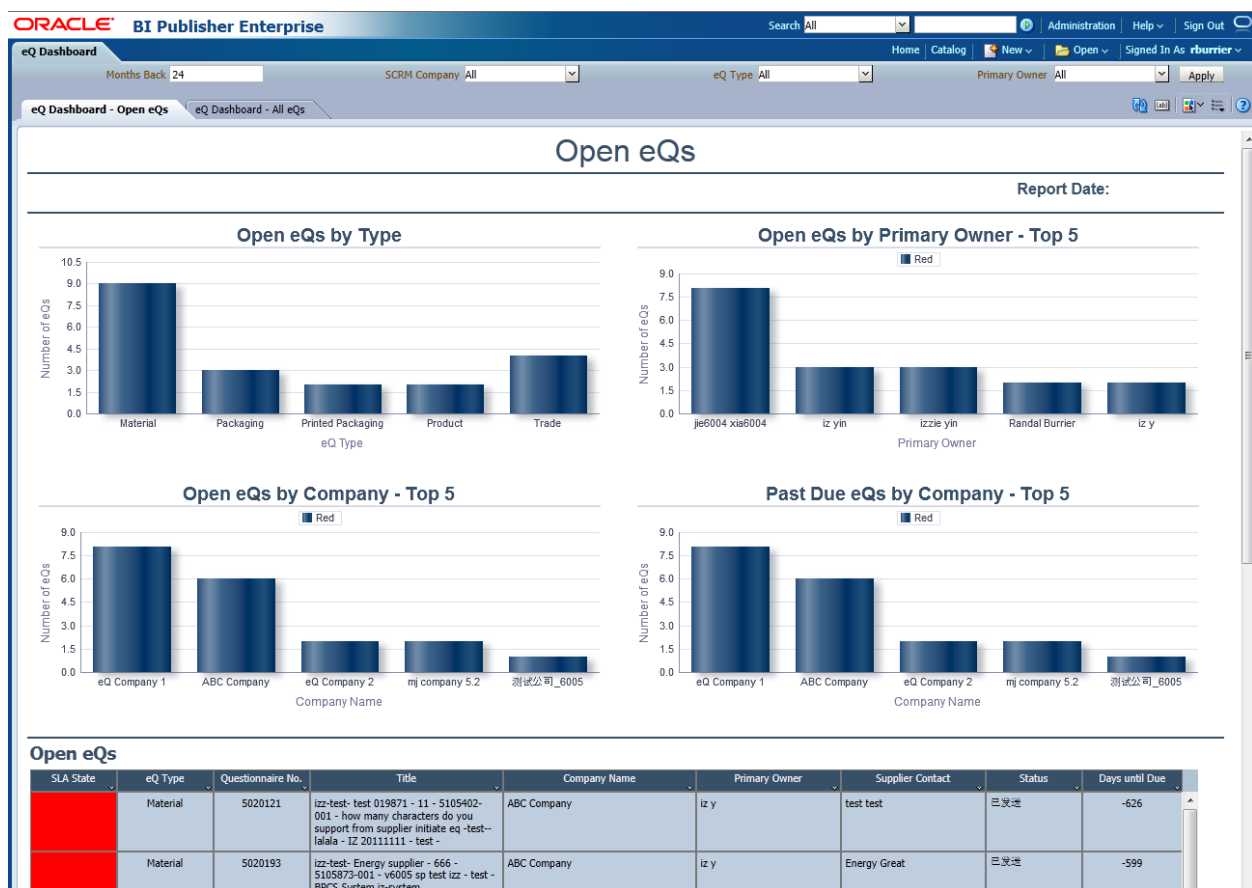 ORACLE BI Publisher Enterprise
Search All
Administration Help Sign Out
eQ Dashboard
Home Catalog New Open Signed In As rburrier
Months Back 24 SCRM Company All eQ Type All Primary Owner All Apply
eQ Dashboard - Open eQs eQ Dashboard - All eQs
Open eQs
Report Date:
Open eQs by Type
10.5
9.0
7.5
6.0
4.5
3.0
1.5
0.0
Number of eQs
Material Packaging Printed Packaging Product Trade
eQ Type
Open eQs by Primary Owner - Top 5
Red
9.0
7.5
6.0
4.5
3.0
1.5
0.0
Number of eQs
jie6004 xia6004 iz yin izzie yin Randal Burrier iz y
Primary Owner
Open eQs by Company - Top 5
Red
9.0
7.5
6.0
4.5
3.0
1.5
0.0
Number of eQs
eQ Company 1 ABC Company eQ Company 2 mj company 5.2 测试公司_6005
Company Name
Past Due eQs by Company - Top 5
Red
9.0
7.5
6.0
4.5
3.0
1.5
0.0
Number of eQs
eQ Company 1 ABC Company eQ Company 2 mj company 5.2 测试公司_6005
Company Name
Open eQs
SLA State eQ Type Questionnaire No. Title Company Name Primary Owner Supplier Contact Status Days until Due
Material 5020121 izz-test- test 019871 - 11 - 5105402- ABC Company iz y test test 已发送 -626
001 - how many characters do you
support from supplier initiate eq -test--
lalala - IZ 20111111 - test -
Material 5020193 izz-test- Energy supplier - 666 - ABC Company iz y Energy Great 已发送 -599
5105873-001 - v6005 sp test izz - test -
BPCS System iz-system